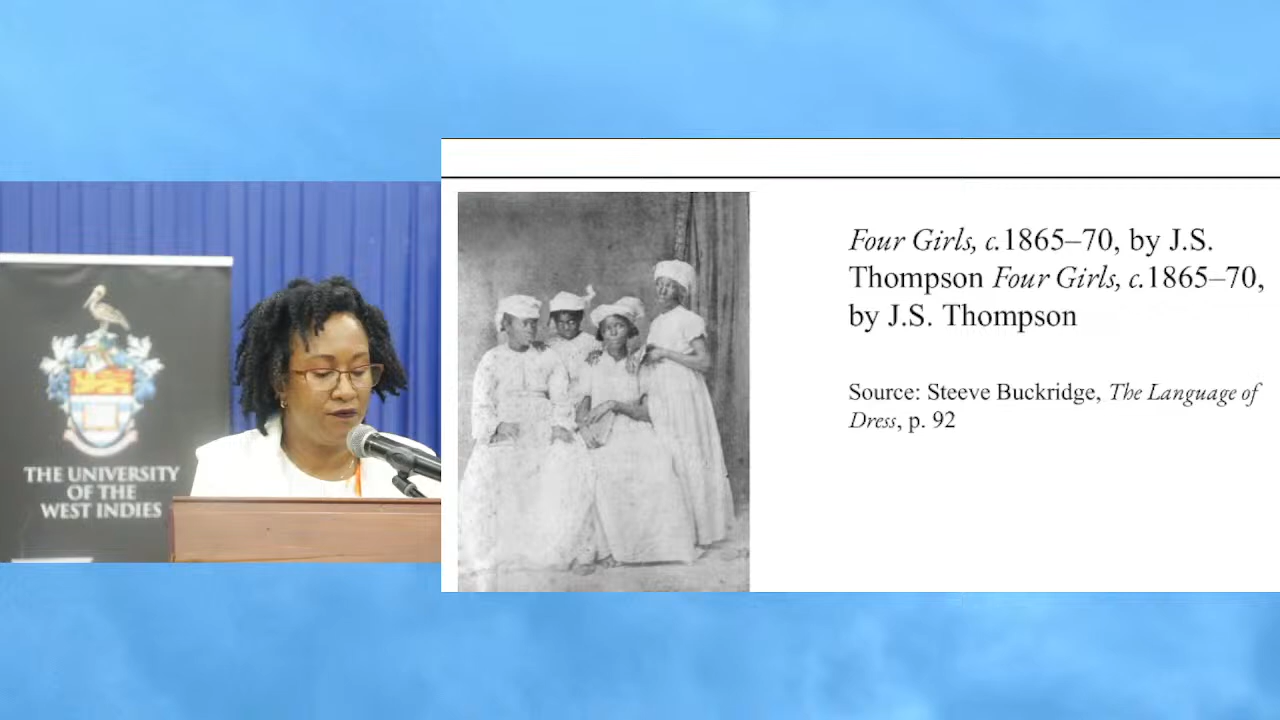 THE UNIVERSITY
OF THE
WEST INDIES
Four Girls, c.1865–70, by J.S.
Thompson Four Girls, c.1865–70,
by J.S. Thompson
Source: Steeve Buckridge, The Language of
Dress, p. 92